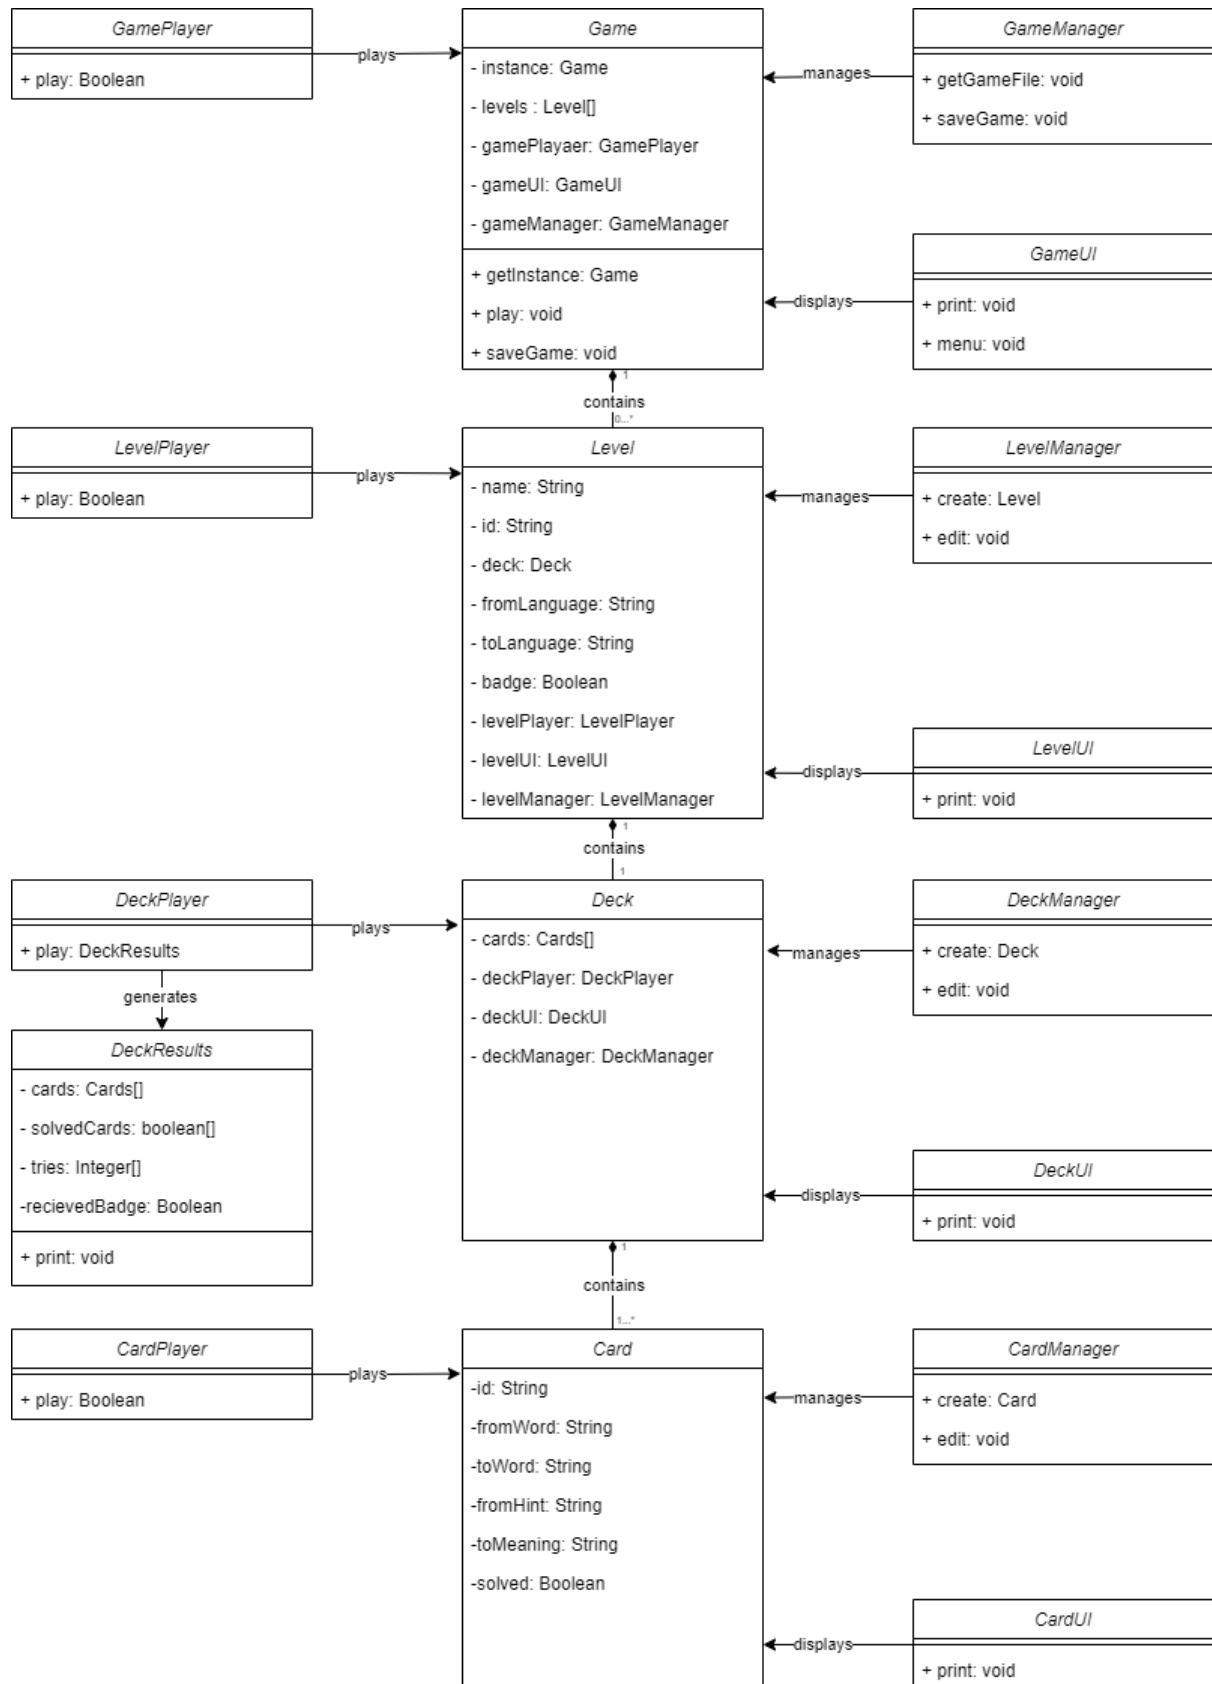 GamePlayer
+ play: Boolean
plays
Game
- instance: Game
- levels : Level[]
- gamePlayaer: GamePlayer
- gameUI: GameUI
- gameManager: GameManager
+ getInstance: Game
+ play: void
+ saveGame: void
manages
GameManager
+ getGameFile: void
+ saveGame: void
displays
GameUI
+ print: void
+ menu: void
1
contains
0...*
LevelPlayer
+ play: Boolean
plays
Level
- name: String
- id: String
- deck: Deck
- fromLanguage: String
- toLanguage: String
- badge: Boolean
- levelPlayer: LevelPlayer
- levelUI: LevelUI
- levelManager: LevelManager
manages
LevelManager
+ create: Level
+ edit: void
displays
LevelUI
+ print: void
1
contains
1
DeckPlayer
+ play: DeckResults
plays
generates
DeckResults
- cards: Cards[]
- solvedCards: boolean[]
- tries: Integer[]
-recievedBadge: Boolean
+ print: void
Deck
- cards: Cards[]
- deckPlayer: DeckPlayer
- deckUI: DeckUI
- deckManager: DeckManager
manages
DeckManager
+ create: Deck
+ edit: void
displays
DeckUI
+ print: void
1
contains
1...*
CardPlayer
+ play: Boolean
plays
Card
-id: String
-fromWord: String
-toWord: String
-fromHint: String
-toMeaning: String
-solved: Boolean
manages
CardManager
+ create: Card
+ edit: void
displays
CardUI
+ print: void